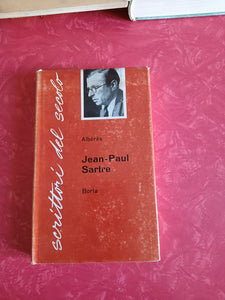 scrittori del secolo
Albérès
Jean-Paul
Sartre
Borla